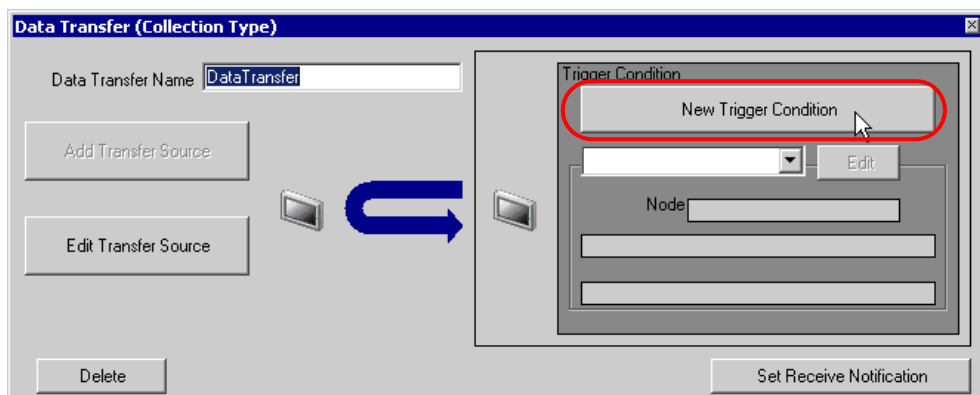 Data Transfer (Collection Type)
Data Transfer Name DataTransfer
Add Transfer Source
Edit Transfer Source
Delete
Trigger Condition
New Trigger Condition
Edit
Node
Set Receive Notification